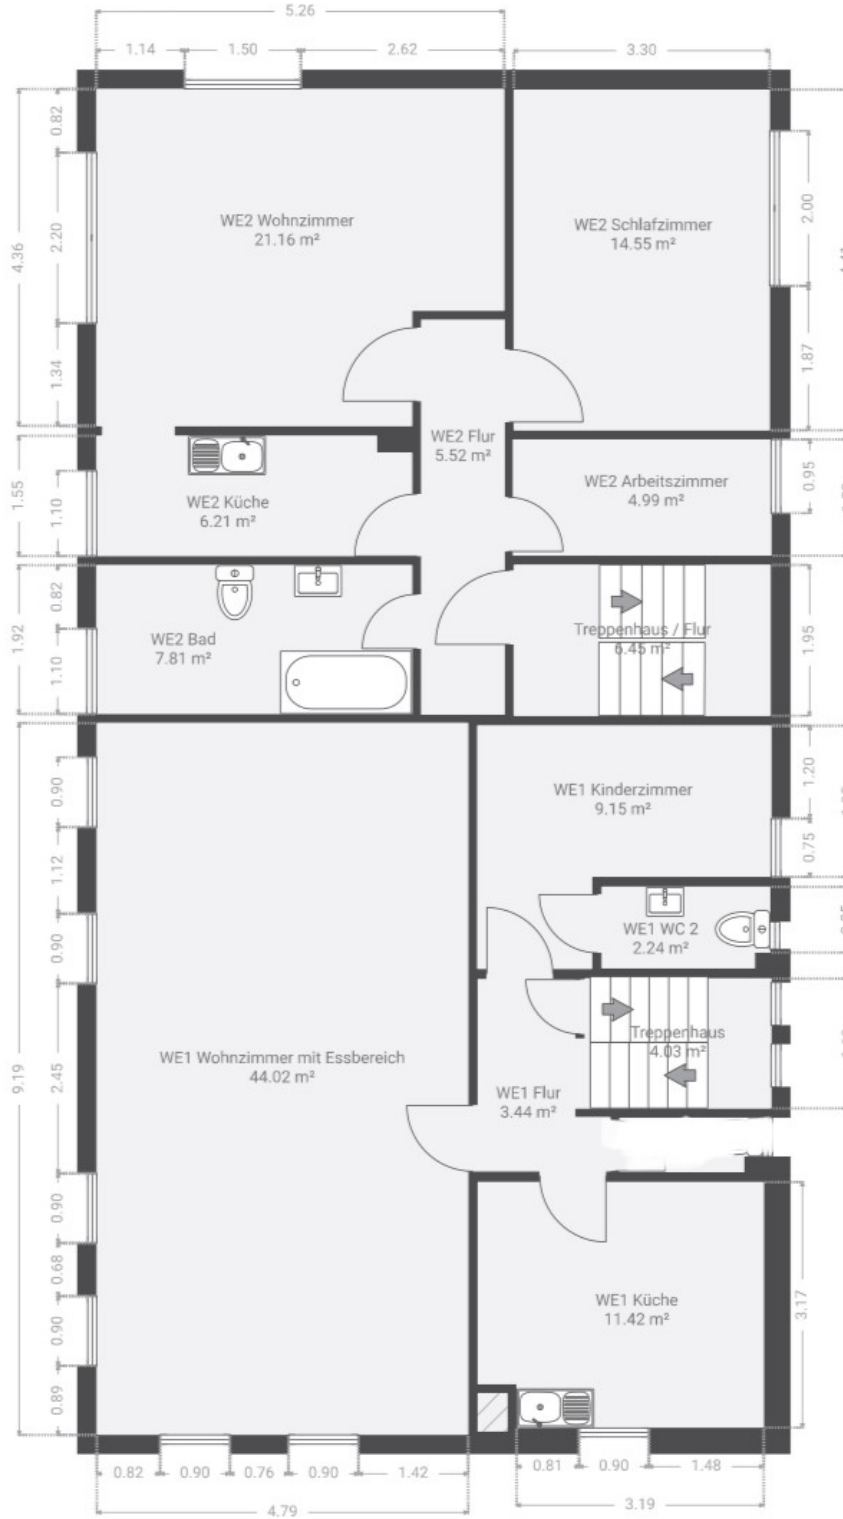 5.26
1.14
1.50
2.62
3.30
0.82
4.36
2.20
1.34
WE2 Wohnzimmer
21.16 m²
WE2 Schlafzimmer
14.55 m²
2.00
1.87
WE2 Flur
5.52 m²
1.55
1.10
WE2 Küche
6.21 m²
WE2 Arbeitszimmer
4.99 m²
0.95
1.92
0.82
1.10
WE2 Bad
7.81 m²
Treppenhaus / Flur
6.45 m²
1.95
9.19
0.90
1.12
0.90
2.45
0.90
0.68
0.90
0.89
WE1 Kinderzimmer
9.15 m²
1.20
0.75
WE1 WC 2
2.24 m²
WE1 Wohnzimmer mit Essbereich
44.02 m²
Treppenhaus
4.03 m²
WE1 Flur
3.44 m²
WE1 Küche
11.42 m²
3.17
0.82
0.90
0.76
0.90
1.42
0.81
0.90
1.48
4.79
3.19